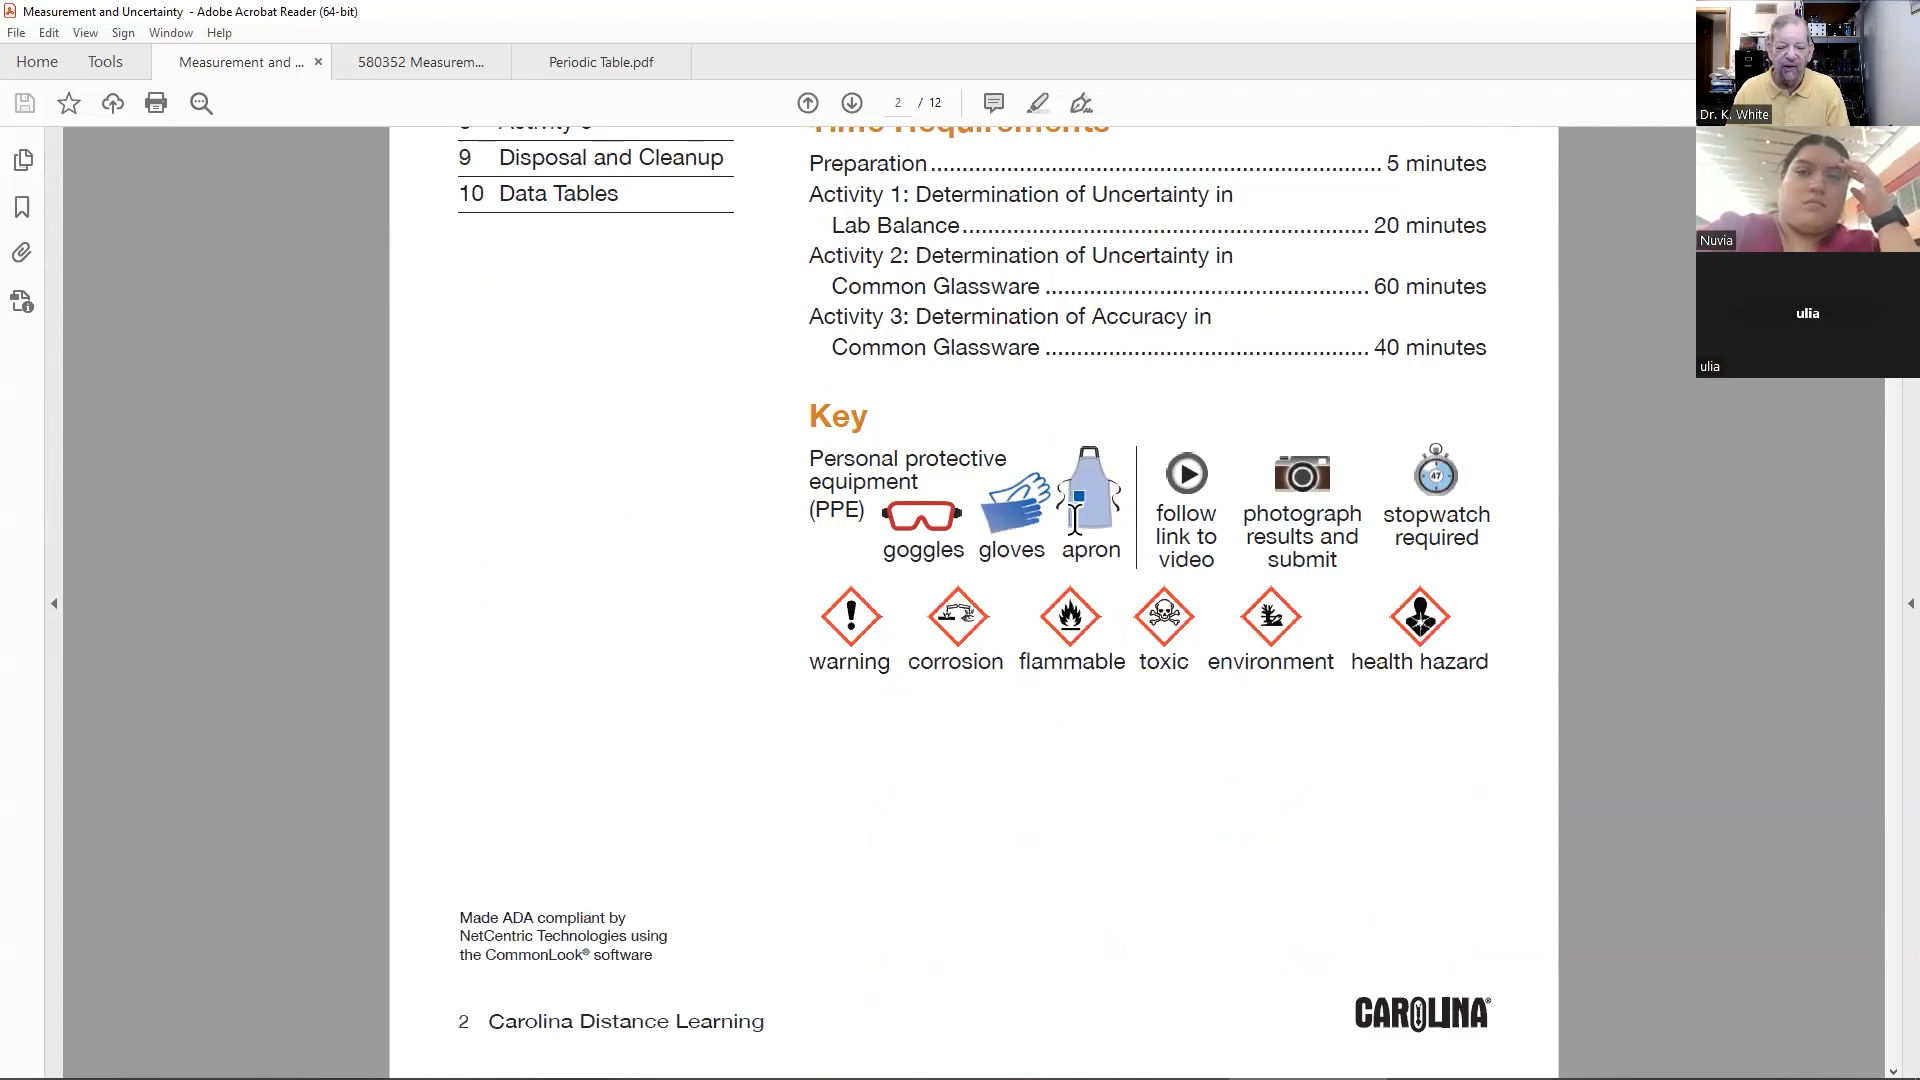 Measurement and Uncertainty - Adobe Acrobat Reader (64-bit)
File Edit View Sign Window Help
Home Tools Measurement and ... × 580352 Measurem... Periodic Table.pdf
2 / 12
Dr. K. White
Nuvia
ulia
ulia
Activity 3
9 Disposal and Cleanup
10 Data Tables
Time Requirements
Preparation ........................................................................ 5 minutes
Activity 1: Determination of Uncertainty in
Lab Balance ................................................................. 20 minutes
Activity 2: Determination of Uncertainty in
Common Glassware .................................................... 60 minutes
Activity 3: Determination of Accuracy in
Common Glassware .................................................... 40 minutes
Key
Personal protective
equipment
(PPE)
goggles gloves apron
follow
link to
video
photograph
results and
submit
47
stopwatch
required
warning corrosion flammable toxic environment health hazard
Made ADA compliant by
NetCentric Technologies using
the CommonLook® software
2 Carolina Distance Learning
CAROLINA®